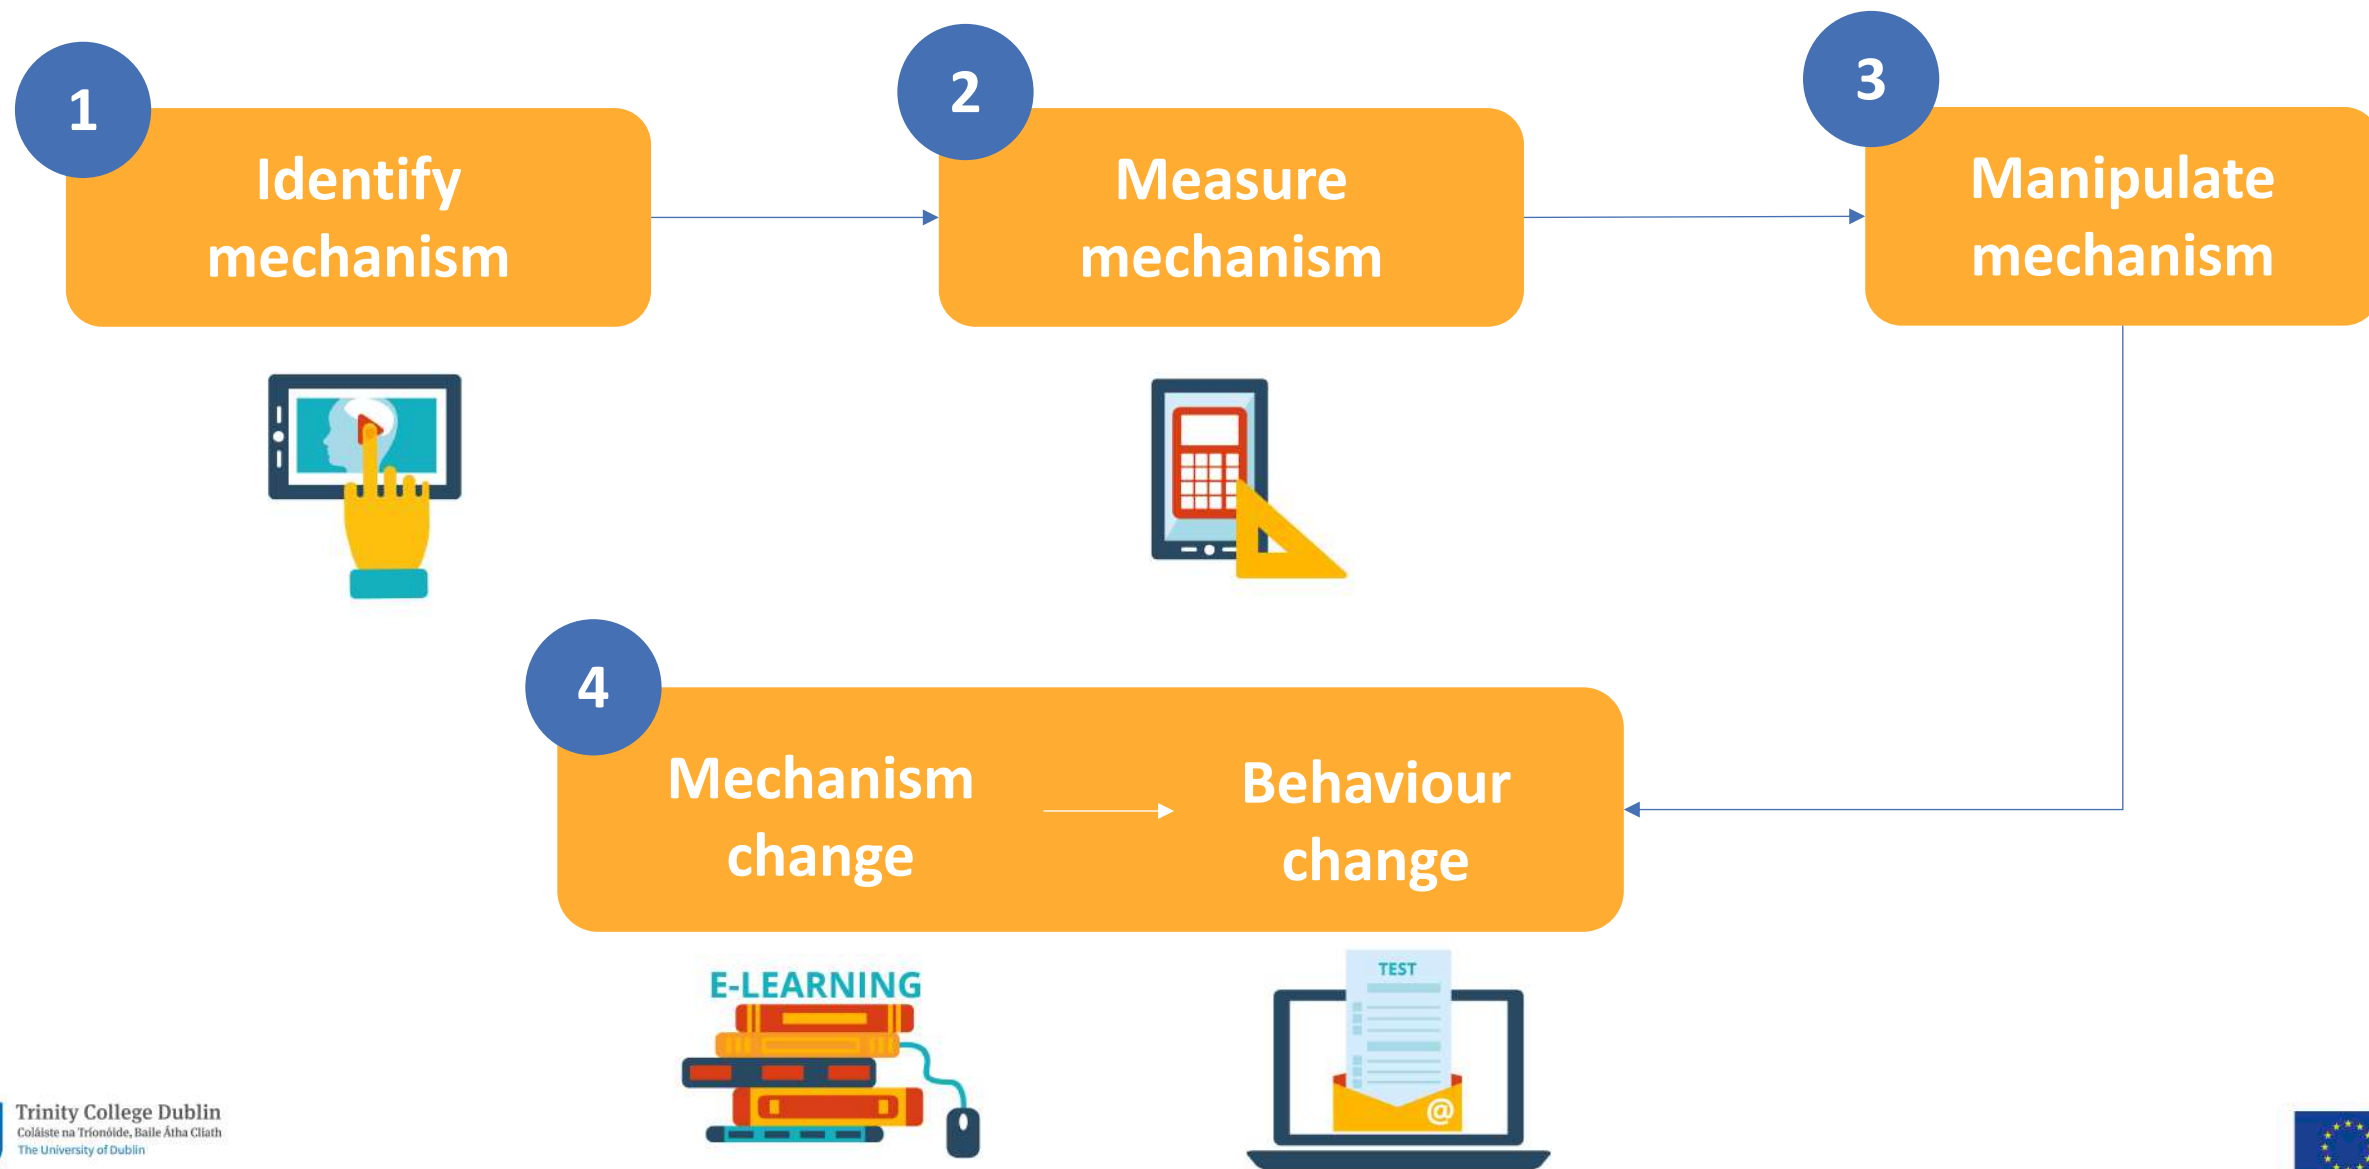 1
Identify
mechanism
2
Measure
mechanism
3
Manipulate
mechanism
4
Mechanism
change
Behaviour
change
E-LEARNING
TEST
@
Trinity College Dublin
Coláiste na Tríonóide, Baile Átha Cliath
The University of Dublin